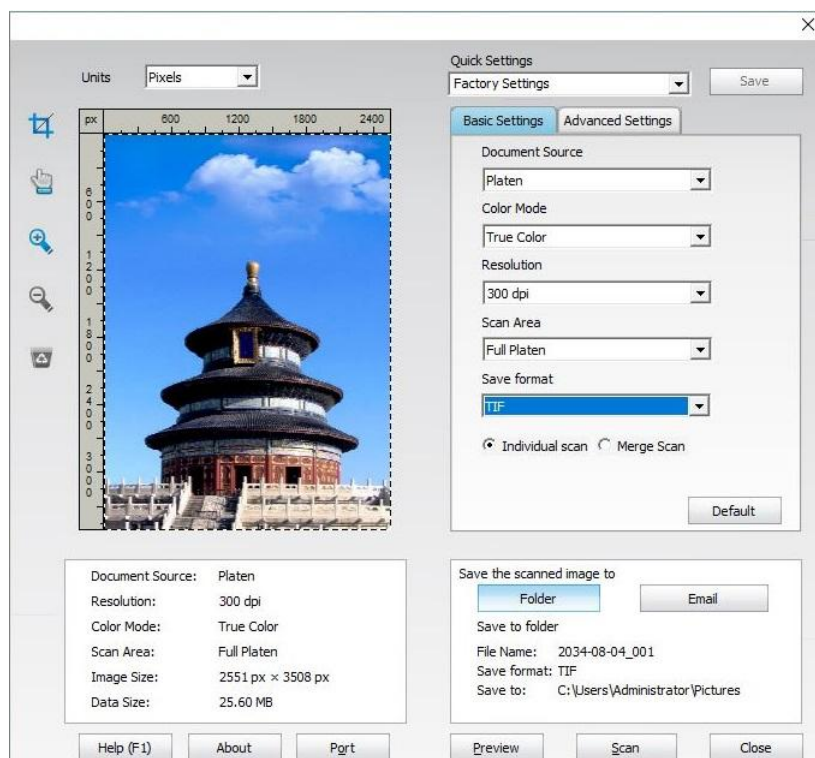 Units Pixels
Quick Settings
Factory Settings Save
px 600 1200 1800 2400
600
1200
1800
2400
3000
Basic Settings Advanced Settings
Document Source
Platen
Color Mode
True Color
Resolution
300 dpi
Scan Area
Full Platen
Save format
TIF
Individual scan Merge Scan
Default
Document Source: Platen
Resolution: 300 dpi
Color Mode: True Color
Scan Area: Full Platen
Image Size: 2551 px × 3508 px
Data Size: 25.60 MB
Save the scanned image to
Folder Email
Save to folder
File Name: 2034-08-04_001
Save format: TIF
Save to: C:\Users\Administrator\Pictures
Help (F1) About Port Preview Scan Close